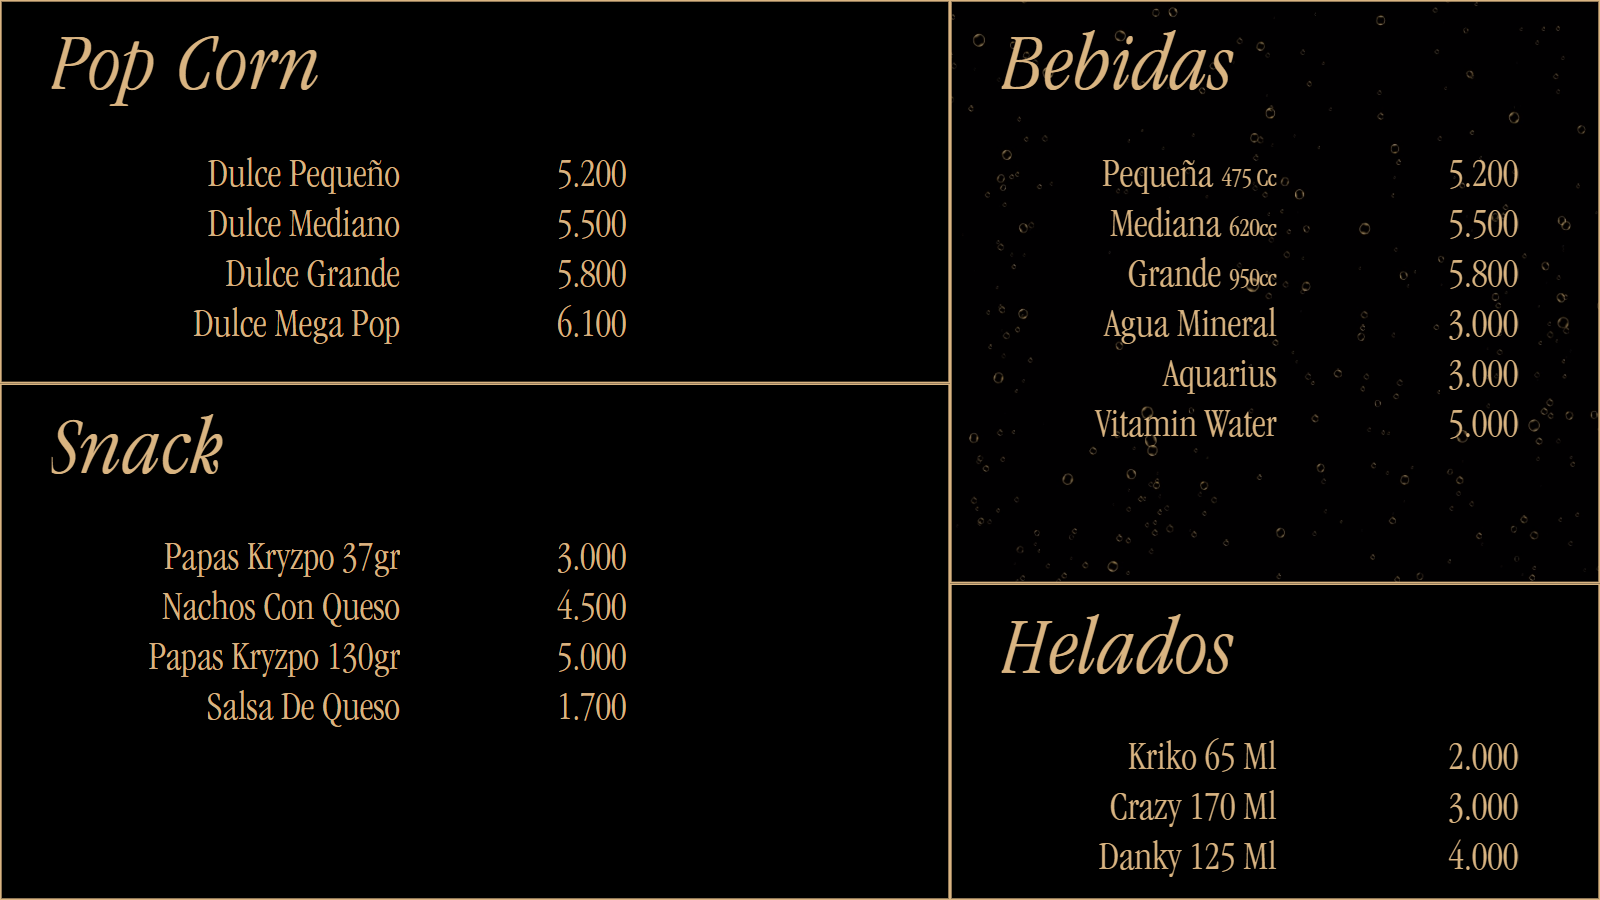 Pop Corn
Dulce Pequeño 5.200
Dulce Mediano 5.500
Dulce Grande 5.800
Dulce Mega Pop 6.100
Snack
Papas Kryzpo 37gr 3.000
Nachos Con Queso 4.500
Papas Kryzpo 130gr 5.000
Salsa De Queso 1.700
Bebidas
Pequeña 475 Cc 5.200
Mediana 620cc 5.500
Grande 950cc 5.800
Agua Mineral 3.000
Aquarius 3.000
Vitamin Water 5.000
Helados
Kriko 65 Ml 2.000
Crazy 170 Ml 3.000
Danky 125 Ml 4.000